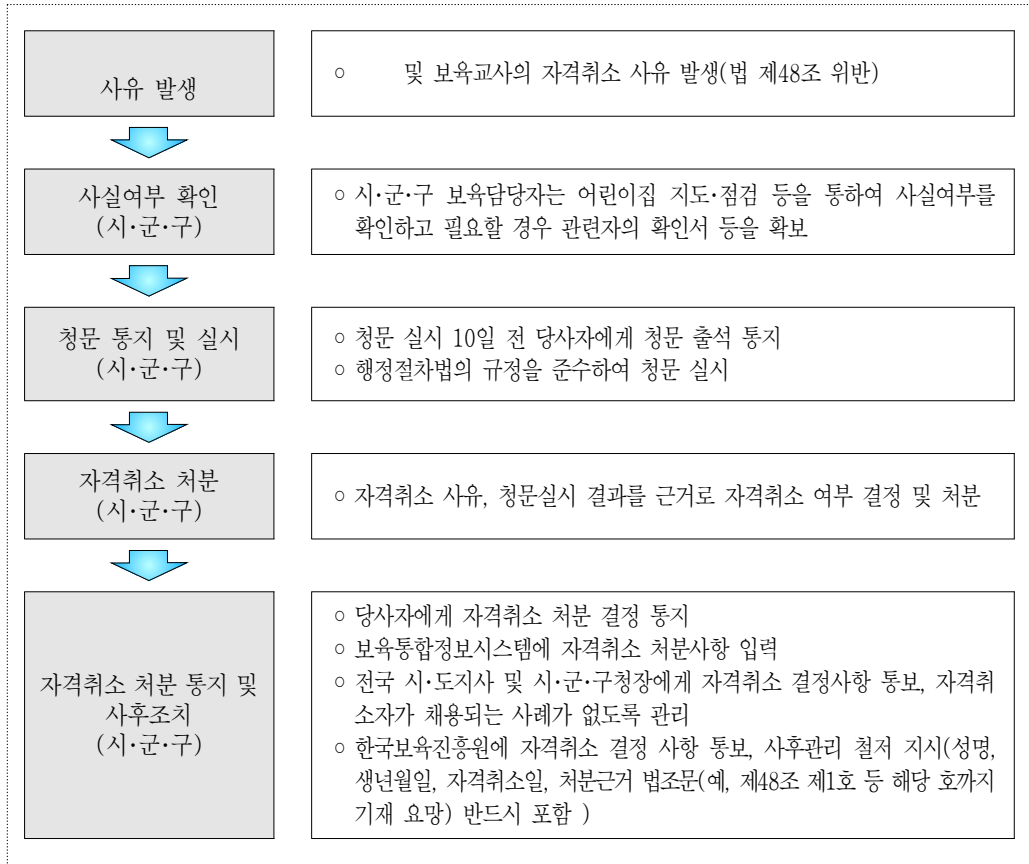 사유 발생
○ 및 보육교사의 자격취소 사유 발생(법 제48조 위반)
사실여부 확인
(시·군·구)
○ 시·군·구 보육담당자는 어린이집 지도·점검 등을 통하여 사실여부를
확인하고 필요할 경우 관련자의 확인서 등을 확보
청문 통지 및 실시
(시·군·구)
○ 청문 실시 10일 전 당사자에게 청문 출석 통지
○ 행정절차법의 규정을 준수하여 청문 실시
자격취소 처분
(시·군·구)
○ 자격취소 사유, 청문실시 결과를 근거로 자격취소 여부 결정 및 처분
자격취소 처분 통지 및
사후조치
(시·군·구)
○ 당사자에게 자격취소 처분 결정 통지
○ 보육통합정보시스템에 자격취소 처분사항 입력
○ 전국 시·도지사 및 시·군·구청장에게 자격취소 결정사항 통보, 자격취
소자가 채용되는 사례가 없도록 관리
○ 한국보육진흥원에 자격취소 결정 사항 통보, 사후관리 철저 지시(성명,
생년월일, 자격취소일, 처분근거 법조문(예, 제48조 제1호 등 해당 호까지
기재 요망) 반드시 포함 )